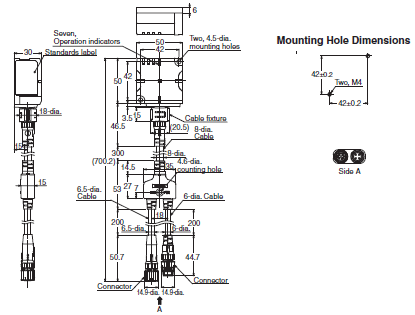 6
Seven,
Operation indicators
Standards label
50
42
Two, 4.5-dia.
mounting holes
Mounting Hole Dimensions
30
42±0.2
Two, M4
42±0.2
50
42
18-dia.
3.5
15
Cable fixture
(20.5)
46.5
8-dia.
Cable
300
8-dia.
Side A
(700.2)
14.5
35
4.6-dia.
mounting hole
15
6.5-dia.
Cable
53
27
7
6-dia. Cable
18
200
200
6.5-dia.
6-dia.
50.7
44.7
Connector
Connector
14.9-dia.
14.9-dia.
A